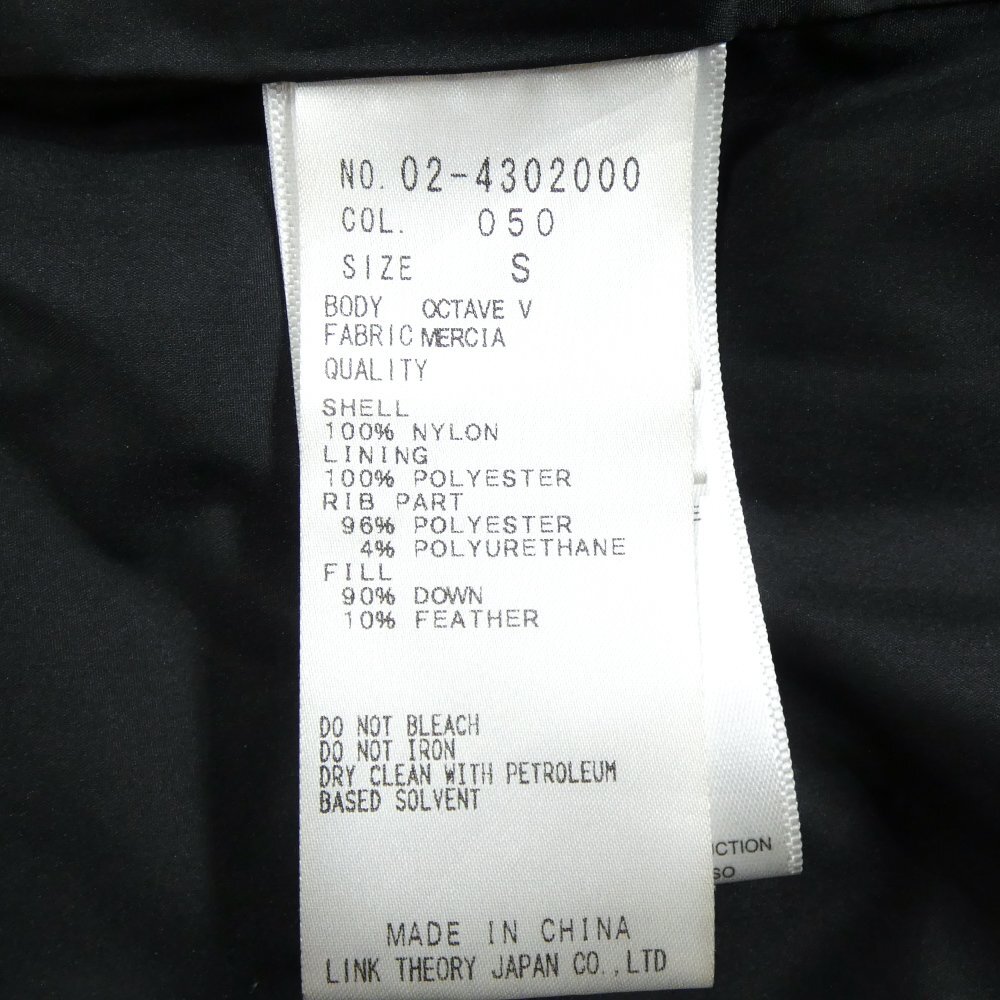 NO. 02-4302000
COL. 050
SIZE S
BODY OCTAVE V
FABRIC MERCIA
QUALITY
SHELL
100% NYLON
LINING
100% POLYESTER
RIB PART
96% POLYESTER
4% POLYURETHANE
FILL
90% DOWN
10% FEATHER
DO NOT BLEACH
DO NOT IRON
DRY CLEAN WITH PETROLEUM
BASED SOLVENT
MADE IN CHINA
LINK THEORY JAPAN CO.,LTD